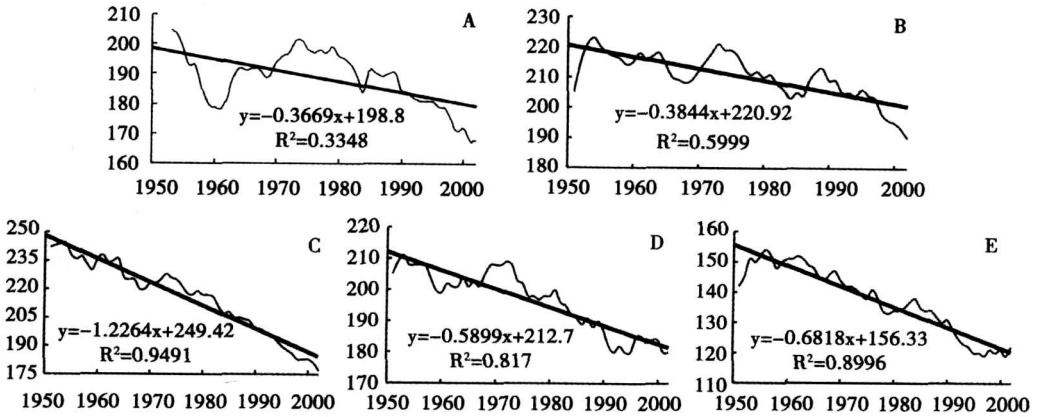 A
210
200
190
180
170
160
y=-0.3669x+198.8
R²=0.3348
1950 1960 1970 1980 1990 2000
B
230
220
210
200
190
180
y=-0.3844x+220.92
R²=0.5999
1950 1960 1970 1980 1990 2000
C
250
235
220
205
190
175
y=-1.2264x+249.42
R²=0.9491
1950 1960 1970 1980 1990 2000
D
220
210
200
190
180
170
y=-0.5899x+212.7
R²=0.817
1950 1960 1970 1980 1990 2000
E
160
150
140
130
120
110
y=-0.6818x+156.33
R²=0.8996
1950 1960 1970 1980 1990 2000